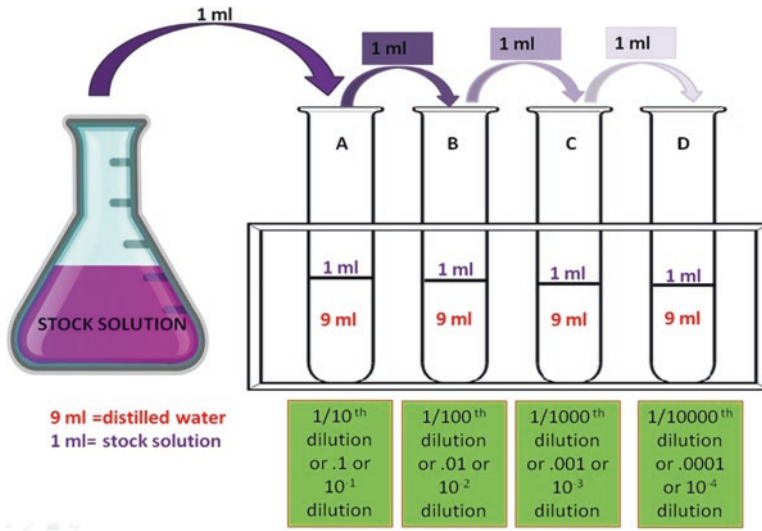 1 ml
1 ml
1 ml
1 ml
A
B
C
D
1 ml
1 ml
1 ml
1 ml
9 ml
9 ml
9 ml
9 ml
STOCK SOLUTION
9 ml =distilled water
1 ml= stock solution
1/10ᵗʰ
dilution
or .1 or
10⁻¹
dilution
1/100ᵗʰ
dilution
or .01 or
10⁻²
dilution
1/1000ᵗʰ
dilution
or .001 or
10⁻³
dilution
1/10000ᵗʰ
dilution
or .0001
or 10⁻⁴
dilution